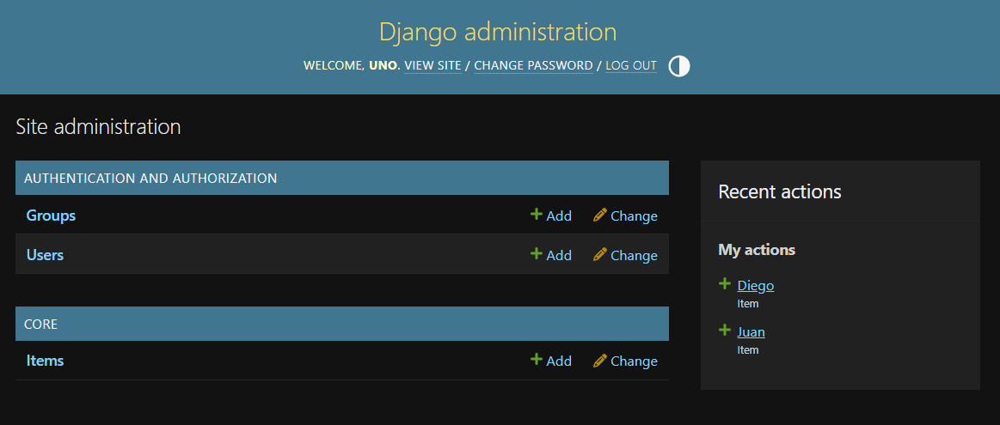 Django administration
WELCOME, UNO. VIEW SITE / CHANGE PASSWORD / LOG OUT
Site administration
AUTHENTICATION AND AUTHORIZATION
Groups Add Change
Users Add Change
CORE
Items Add Change
Recent actions
My actions
Diego
Item
Juan
Item